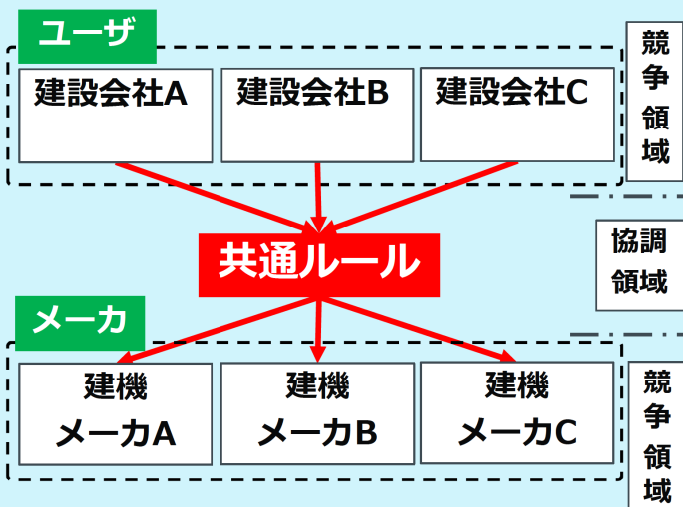 ユーザ
建設会社A
建設会社B
建設会社C
競争領域
共通ルール
協調
領域
メーカ
建機
メーカA
建機
メーカB
建機
メーカC
競争領域